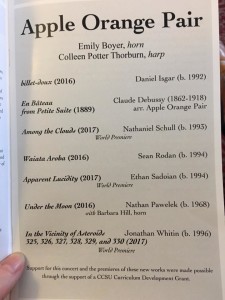 Apple Orange Pair
Emily Boyer, horn
Colleen Potter Thorburn, harp
billet-doux (2016) Daniel Iagar (b. 1992)
En Bâteau Claude Debussy (1862-1918)
from Petite Suite (1889) arr. Apple Orange Pair
Among the Clouds (2017) Nathaniel Schull (b. 1993)
World Premiere
Waiata Aroha (2016) Sean Rodan (b. 1994)
Apparent Lucidity (2017) Ethan Sadoian (b. 1994)
World Premiere
Under the Moon (2016) Nathan Pawelek (b. 1968)
with Barbara Hill, horn
In the Vicinity of Asteroids Jonathan Whitin (b. 1996)
325, 326, 327, 328, 329, and 330 (2017)
World Premiere
Support for this concert and the premieres of these new works were made possible
through the support of a CCSU Curriculum Development Grant.